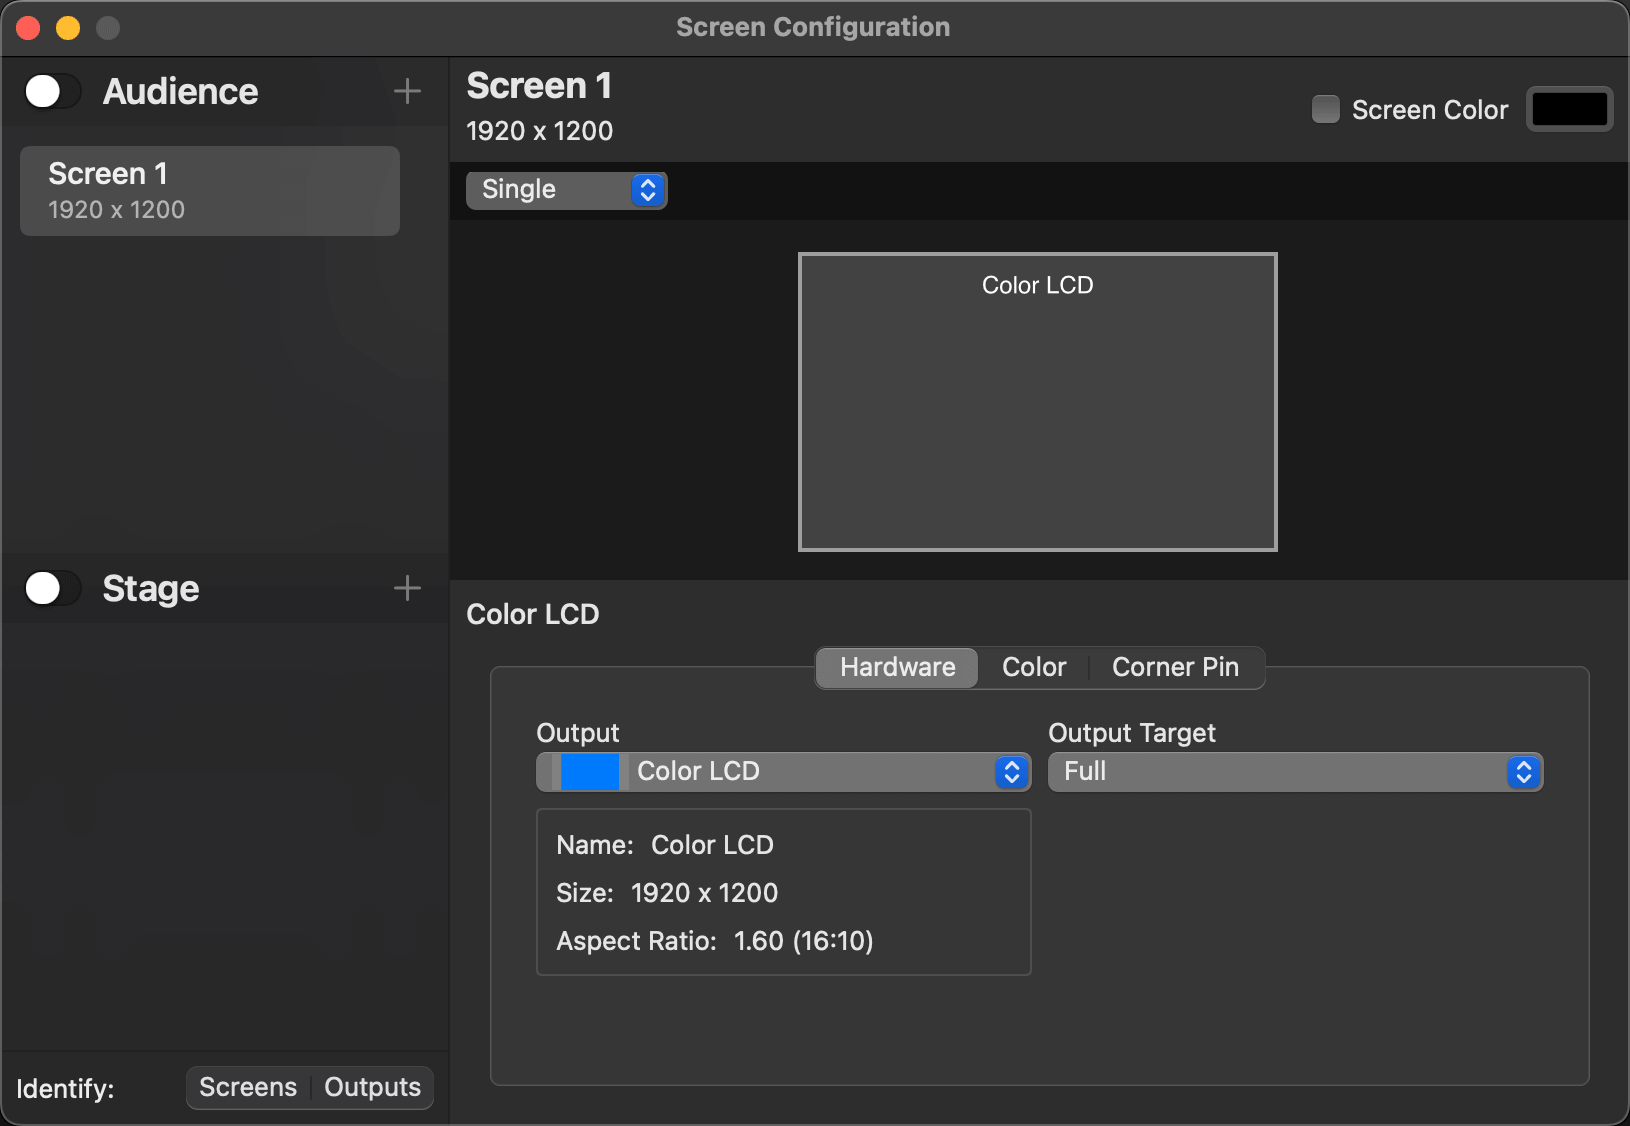 Screen Configuration
Audience
Screen 1
1920 x 1200
Stage
Identify:
Screens
Outputs
Screen 1
1920 x 1200
Screen Color
Single
Color LCD
Color LCD
Hardware
Color
Corner Pin
Output
Output Target
Color LCD
Full
Name: Color LCD
Size: 1920 x 1200
Aspect Ratio: 1.60 (16:10)